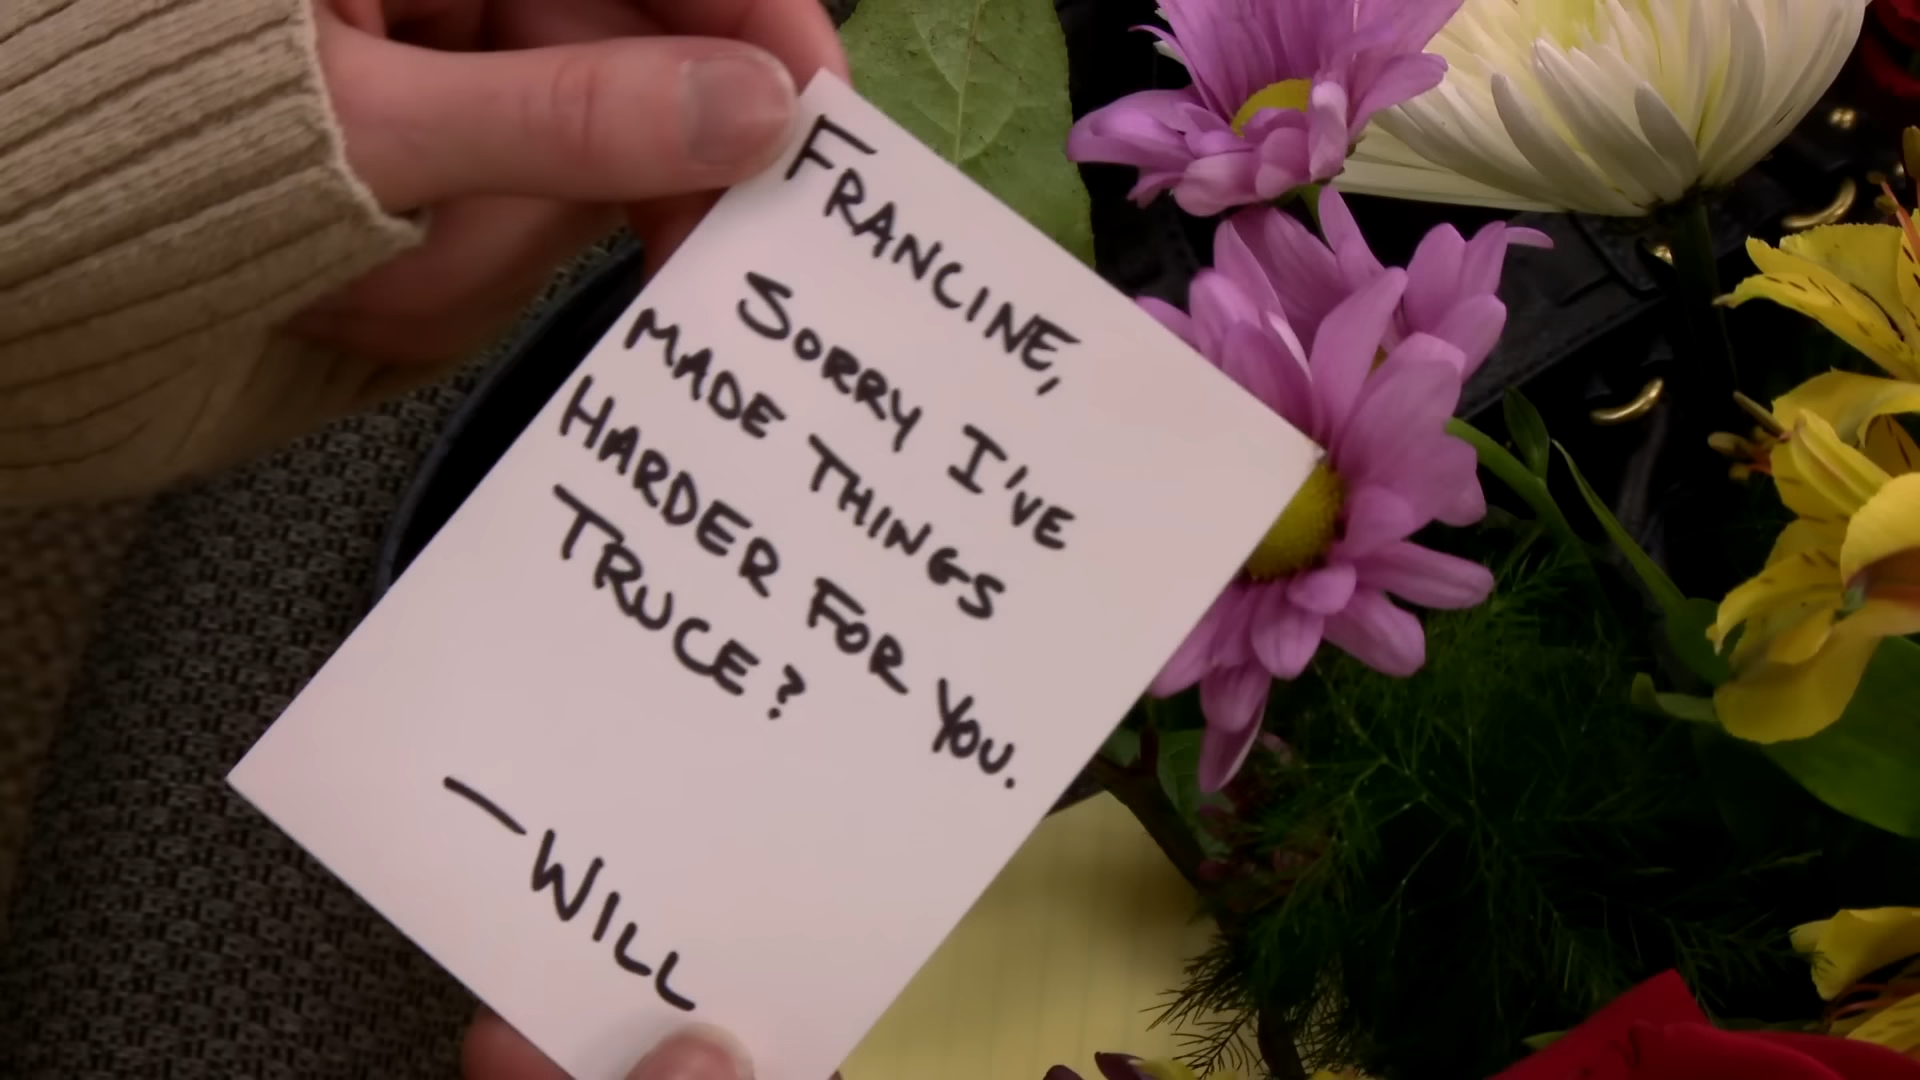 FRANCINE,
SORRY I'VE
MADE THINGS
HARDER FOR YOU.
TRUCE?
—WILL